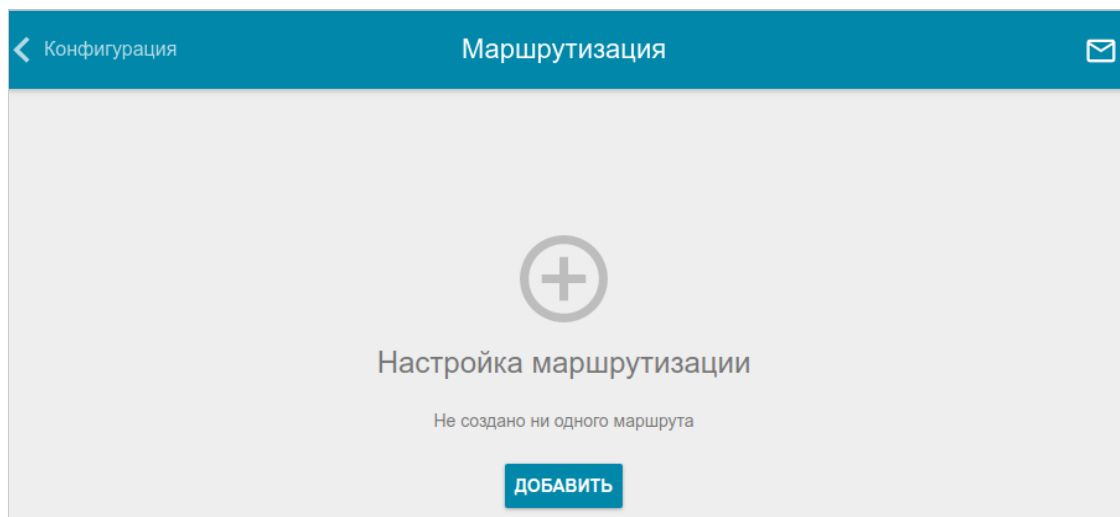 Конфигурация
Маршрутизация
Настройка маршрутизации
Не создано ни одного маршрута
ДОБАВИТЬ